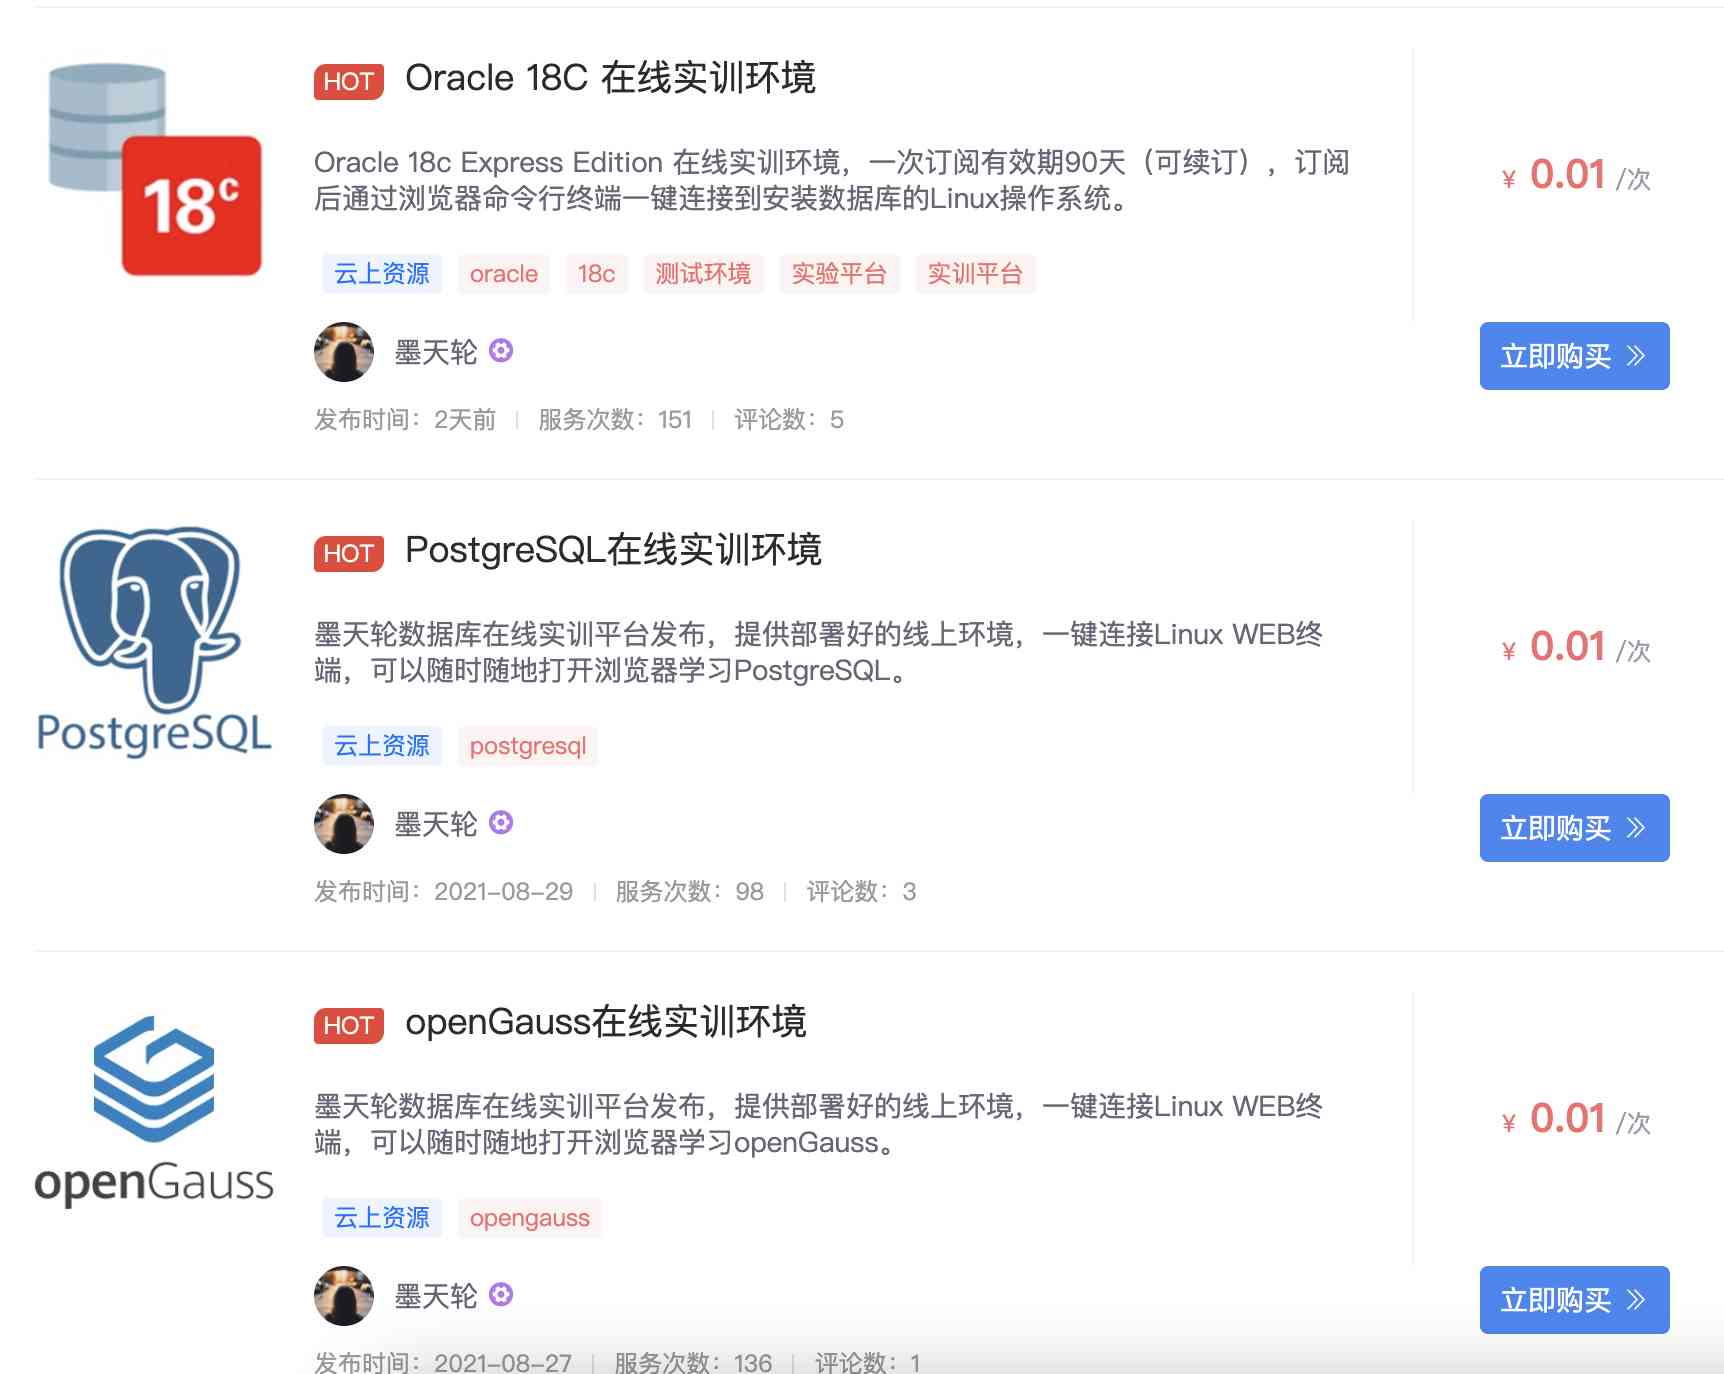 18c
HOT Oracle 18C 在线实训环境
Oracle 18c Express Edition 在线实训环境，一次订阅有效期90天（可续订），订阅
后通过浏览器命令行终端一键连接到安装数据库的Linux操作系统。
¥ 0.01 /次
云上资源 oracle 18c 测试环境 实验平台 实训平台
墨天轮
立即购买
发布时间：2天前 服务次数：151 评论数：5
PostgreSQL
HOT PostgreSQL在线实训环境
墨天轮数据库在线实训平台发布，提供部署好的线上环境，一键连接Linux WEB终
端，可以随时随地打开浏览器学习PostgreSQL。
¥ 0.01 /次
云上资源 postgresql
墨天轮
立即购买
发布时间：2021-08-29 服务次数：98 评论数：3
openGauss
HOT openGauss在线实训环境
墨天轮数据库在线实训平台发布，提供部署好的线上环境，一键连接Linux WEB终
端，可以随时随地打开浏览器学习openGauss。
¥ 0.01 /次
云上资源 opengauss
墨天轮
立即购买
发布时间：2021-08-27 服务次数：136 评论数：1